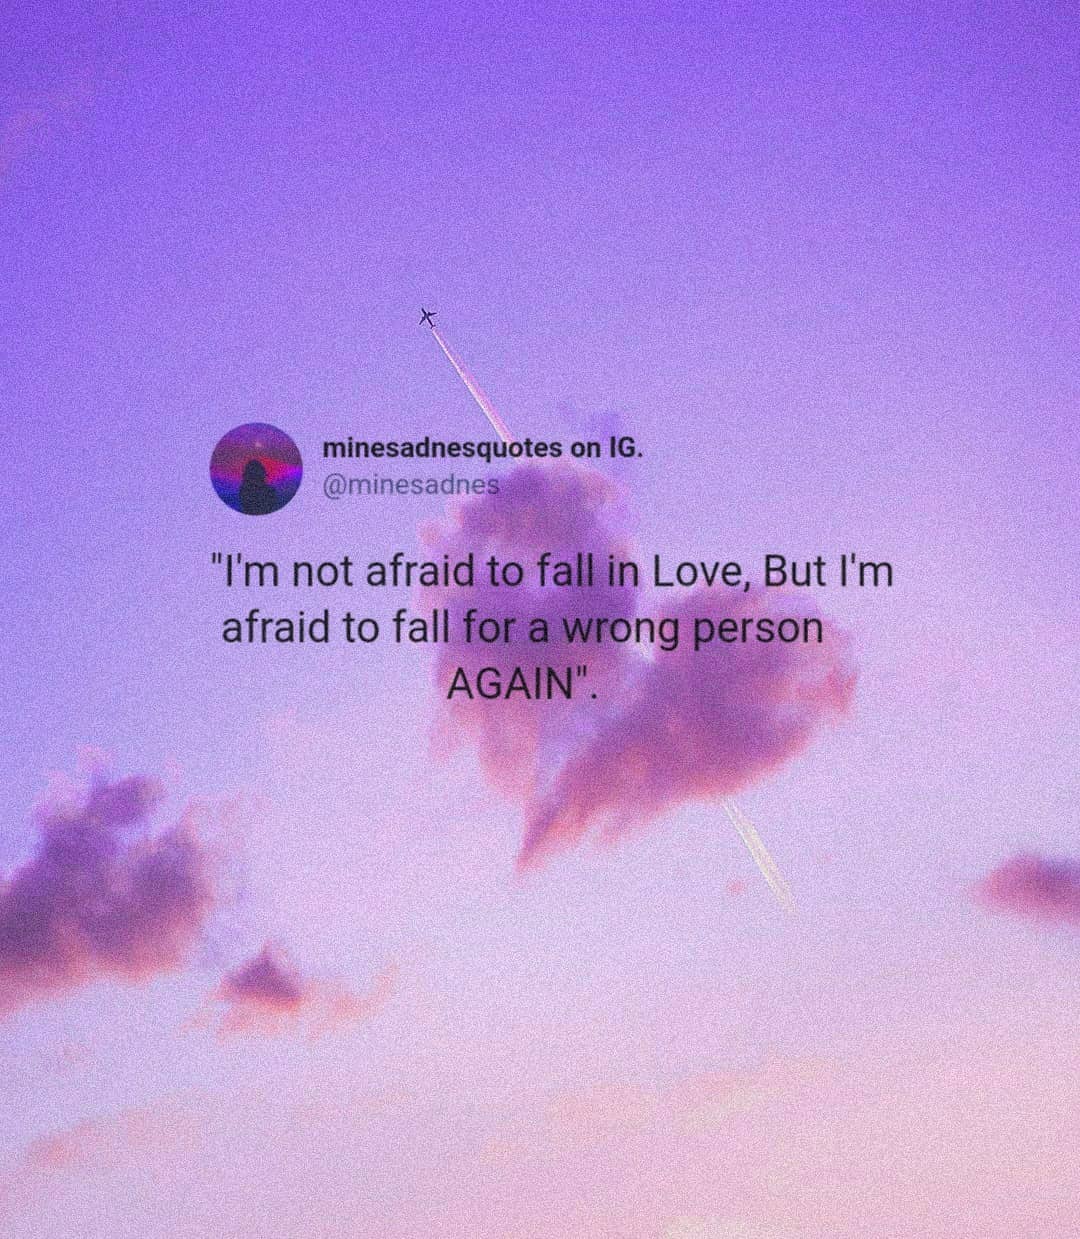 minesadnesquotes on IG.
@minesadnes
"I'm not afraid to fall in Love, But I'm
afraid to fall for a wrong person
AGAIN".